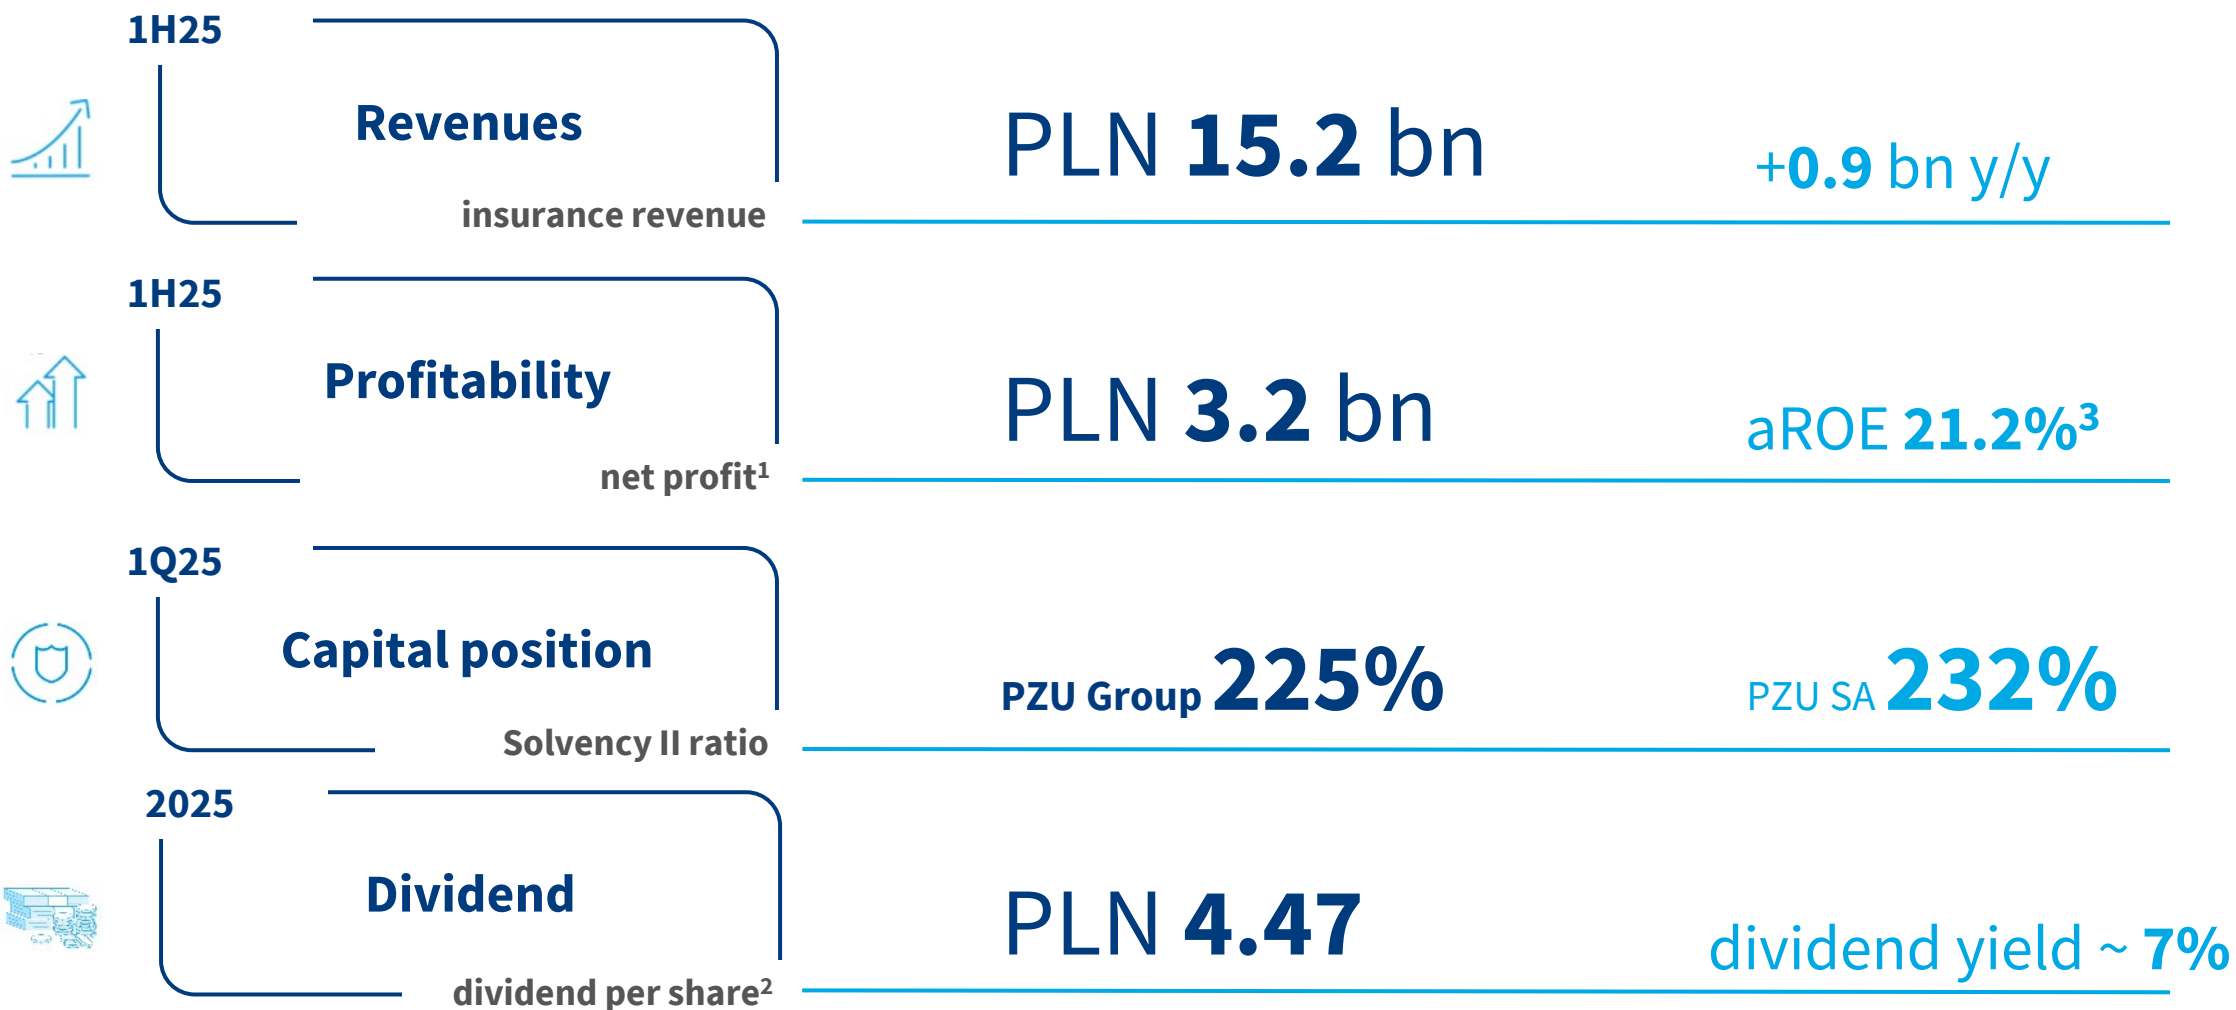 1H25
Revenues
insurance revenue
PLN 15.2 bn
+0.9 bn y/y
1H25
Profitability
net profit¹
PLN 3.2 bn
aROE 21.2%³
1Q25
Capital position
Solvency II ratio
PZU Group 225%
PZU SA 232%
2025
Dividend
dividend per share²
PLN 4.47
dividend yield ~ 7%